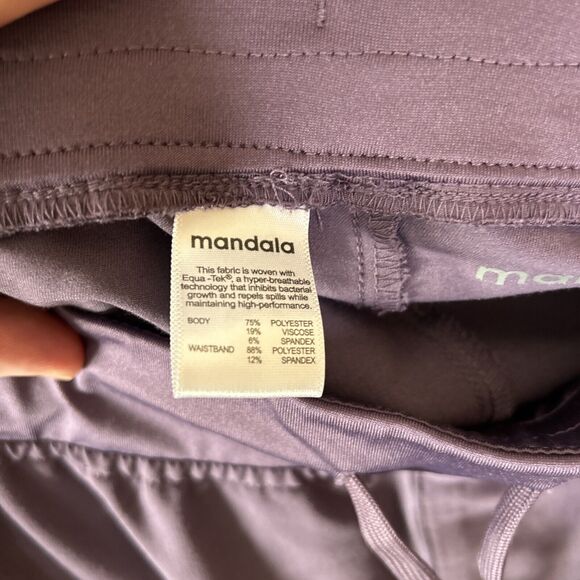 mandala
This fabric is woven with
Equa -Tek®, a hyper-breathable
technology that inhibits bacterial
growth and repels spills while
maintaining high-performance.
BODY 75% POLYESTER
19% VISCOSE
6% SPANDEX
WAISTBAND 88% POLYESTER
12% SPANDEX